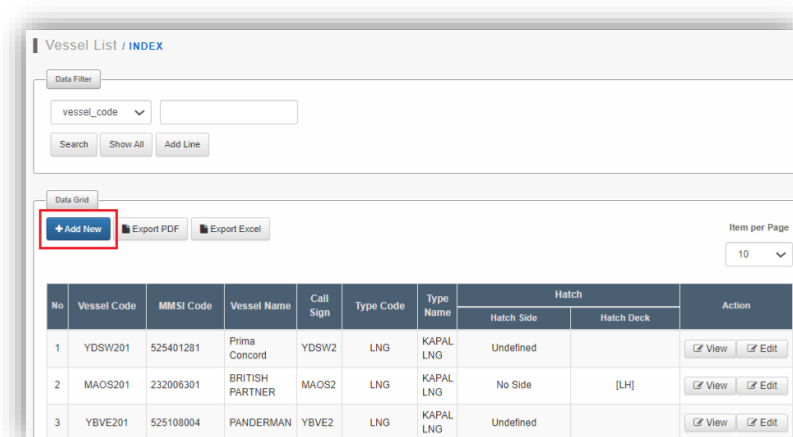 Vessel List / INDEX
Data Filter
vessel_code
Search Show All Add Line
Data Grid
+ Add New Export PDF Export Excel
Item per Page
10
No Vessel Code MMSI Code Vessel Name Call Sign Type Code Type Name Hatch Action
Hatch Side Hatch Deck
1 YDSW201 525401281 Prima Concord YDSW2 LNG KAPAL LNG Undefined View Edit
2 MAOS201 232006301 BRITISH PARTNER MAOS2 LNG KAPAL LNG No Side [LH] View Edit
3 YBVE201 525108004 PANDERMAN YBVE2 LNG KAPAL LNG Undefined View Edit